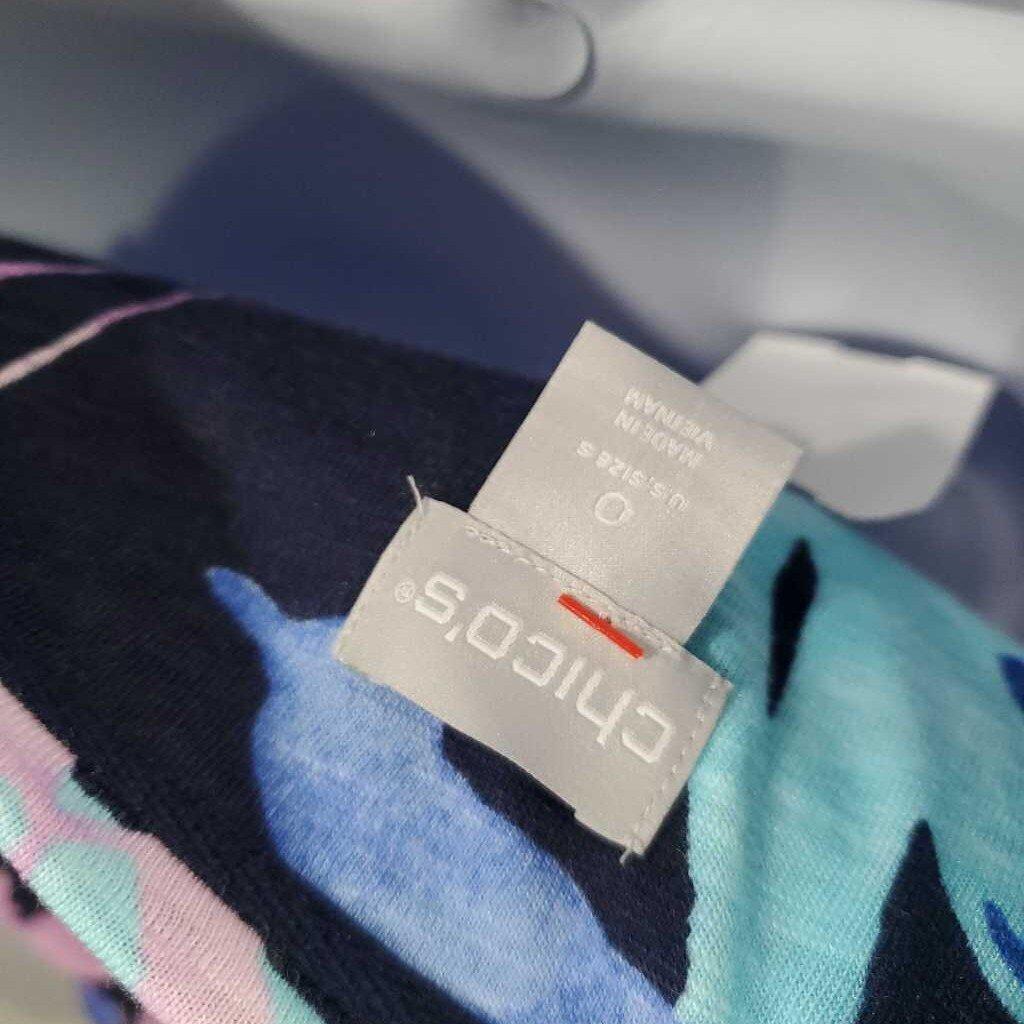 chico's®
0
U.S. SIZE S
MADE IN
VIETNAM